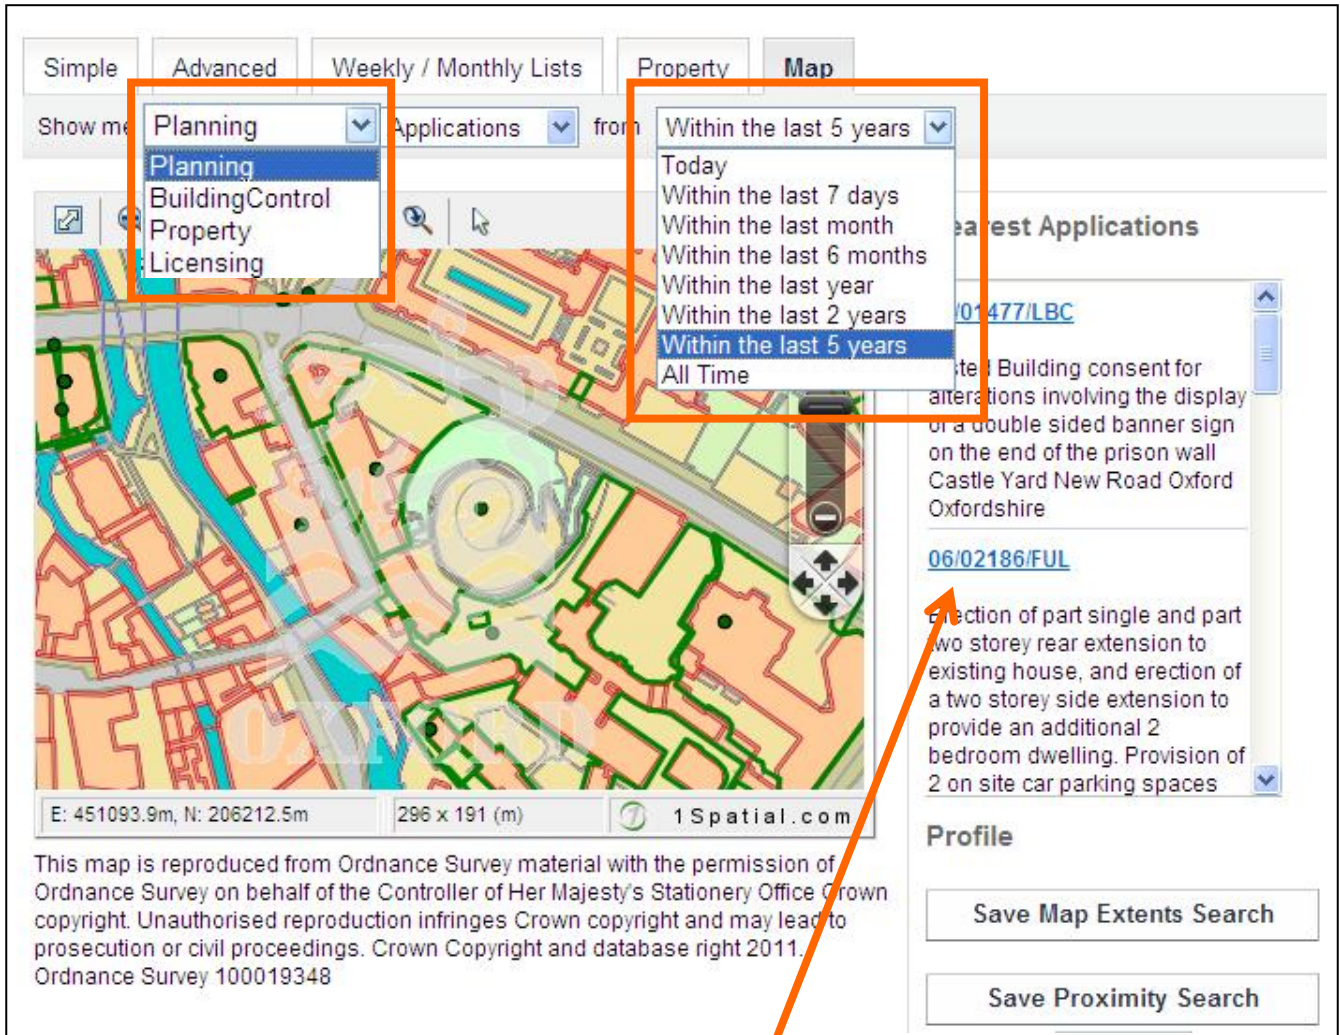 Simple Advanced Weekly / Monthly Lists Property Map
Show me Planning Applications from Within the last 5 years
Planning
BuildingControl
Property
Licensing
Today
Within the last 7 days
Within the last month
Within the last 6 months
Within the last year
Within the last 2 years
Within the last 5 years
All Time
OXFORD
E: 451093.9m, N: 206212.5m 296 x 191 (m) 1Spatial.com
This map is reproduced from Ordnance Survey material with the permission of
Ordnance Survey on behalf of the Controller of Her Majesty's Stationery Office Crown
copyright. Unauthorised reproduction infringes Crown copyright and may lead to
prosecution or civil proceedings. Crown Copyright and database right 2011.
Ordnance Survey 100019348
earest Applications
/01477/LBC
sted Building consent for
alterations involving the display
of a double sided banner sign
on the end of the prison wall
Castle Yard New Road Oxford
Oxfordshire
06/02186/FUL
Erection of part single and part
two storey rear extension to
existing house, and erection of
a two storey side extension to
provide an additional 2
bedroom dwelling. Provision of
2 on site car parking spaces
Profile
Save Map Extents Search
Save Proximity Search